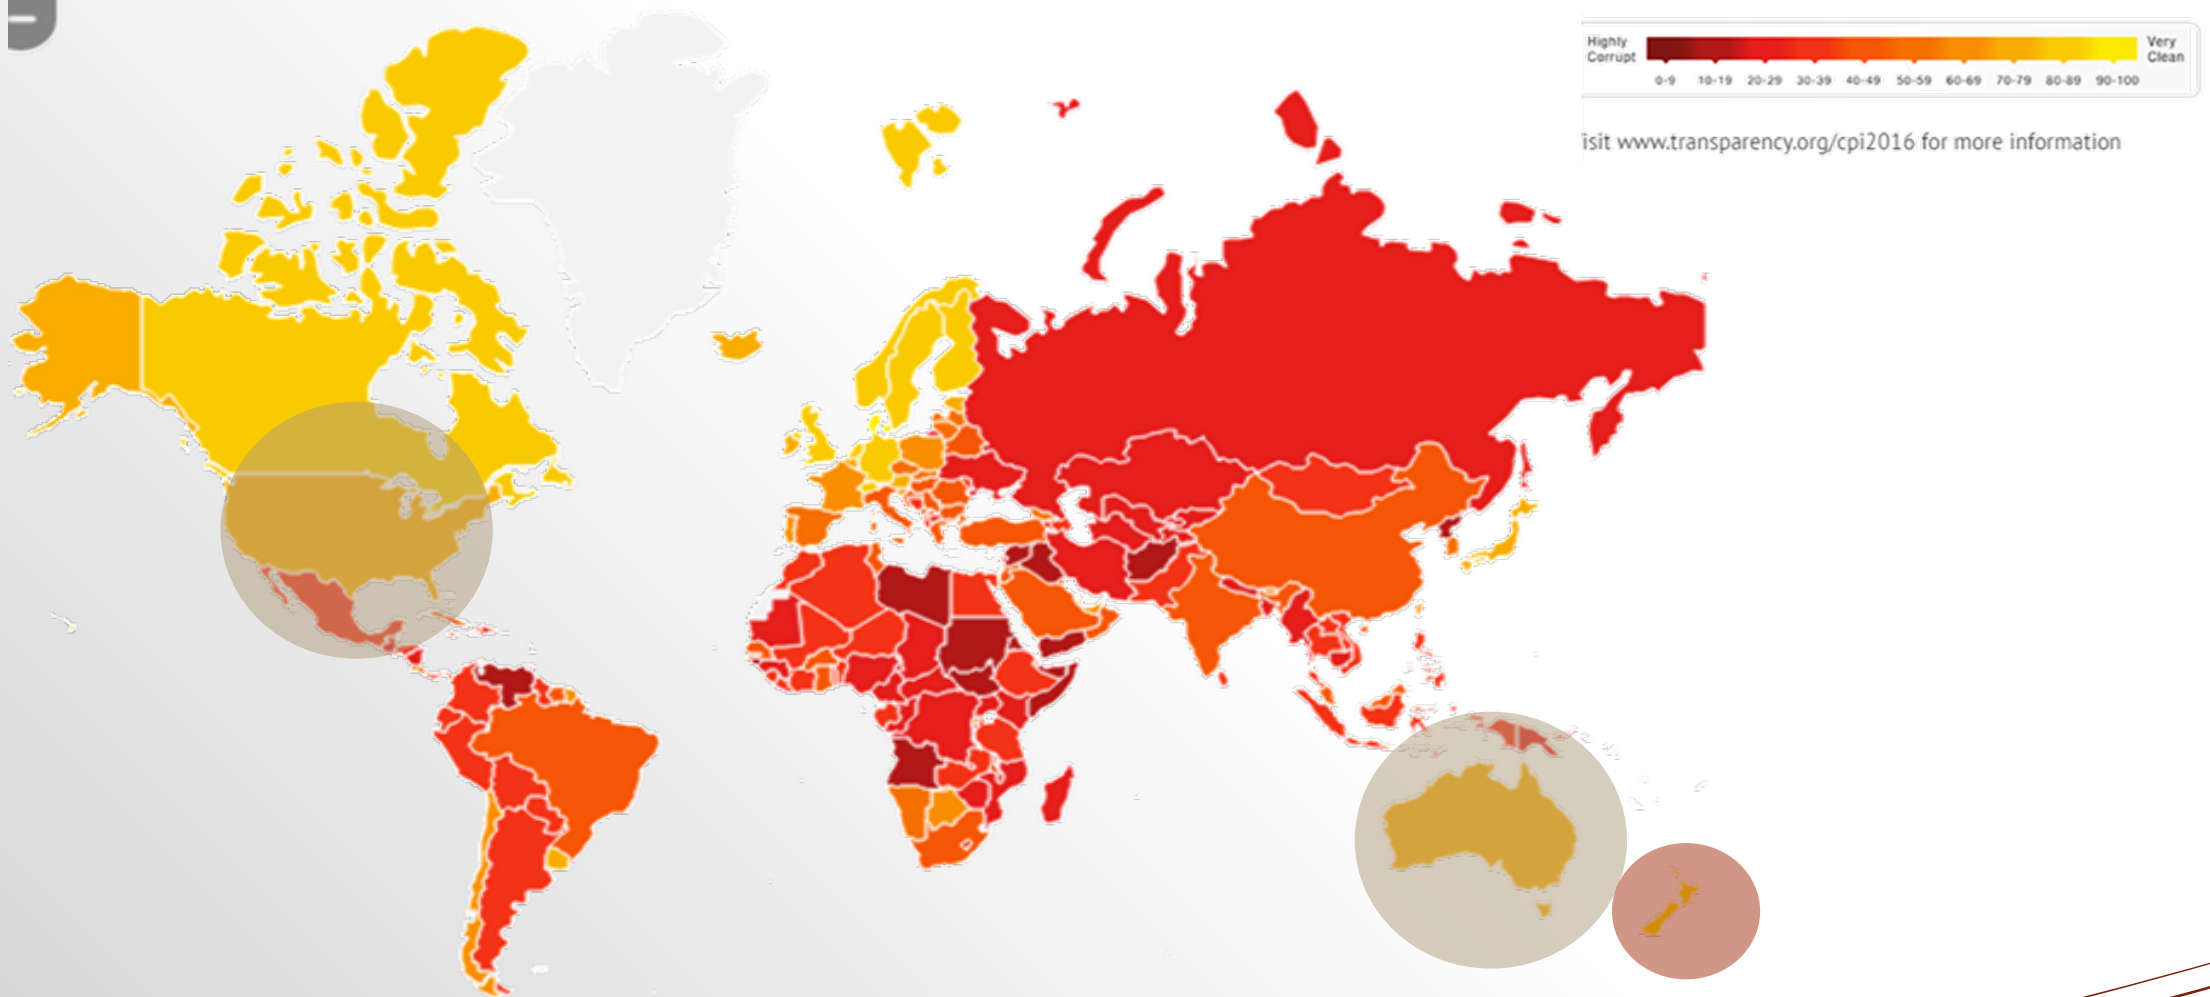 Highly
Corrupt
Very
Clean
0-9 10-19 20-29 30-39 40-49 50-59 60-69 70-79 80-89 90-100
isit www.transparency.org/cpi2016 for more information